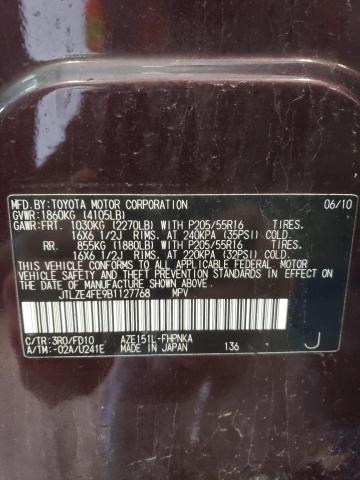 MFD.BY:TOYOTA MOTOR CORPORATION 06/10
GVWR:1860KG (4105LB)
GAWR:FRT. 1030KG (2270LB) WITH P205/55R16 TIRES.
16X6 1/2J RIMS, AT 240KPA (35PSI) COLD.
RR. 855KG (1880LB) WITH P205/55R16 TIRES.
16X6 1/2J RIMS, AT 220KPA (32PSI) COLD.
THIS VEHICLE CONFORMS TO ALL APPLICABLE FEDERAL MOTOR
VEHICLE SAFETY AND THEFT PREVENTION STANDARDS IN EFFECT ON
THE DATE OF MANUFACTURE SHOWN ABOVE.
JTLZE4FE9B1127768 MPV
C/TR:3R0/FD10 AZE151L-FHPNKA
A/TM:-02A/U241E MADE IN JAPAN 136
J